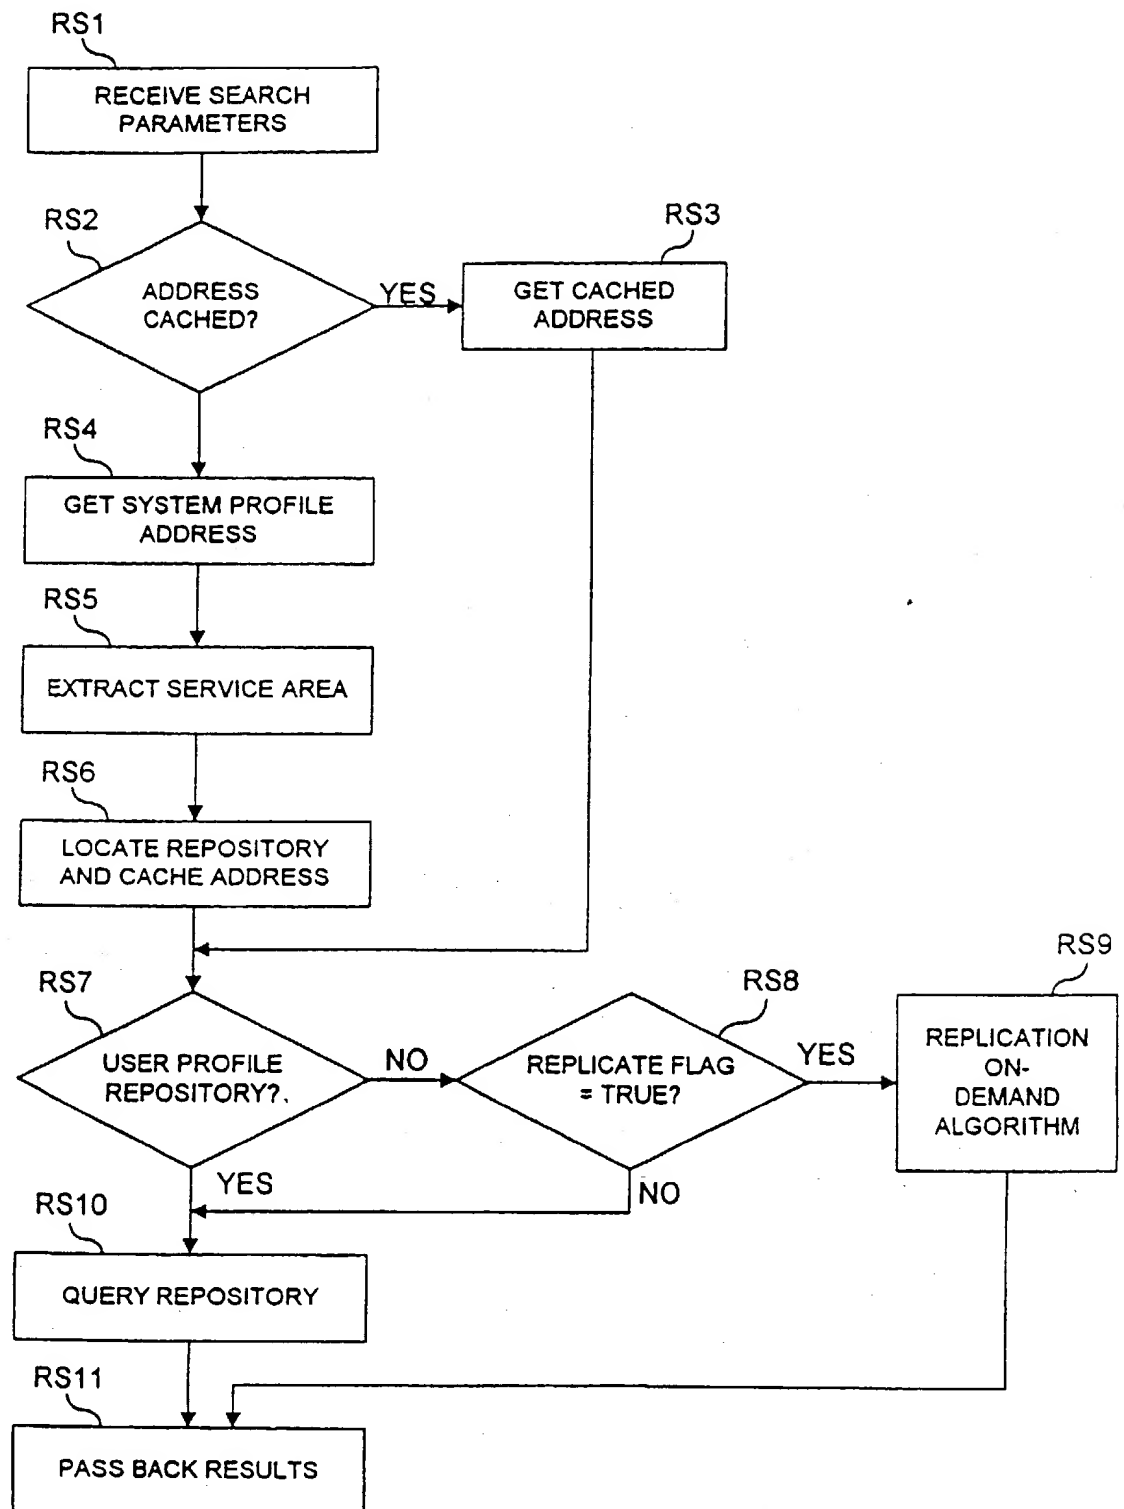 RS1
RECEIVE SEARCH
PARAMETERS
RS2
ADDRESS
CACHED?
YES
RS3
GET CACHED
ADDRESS
RS4
GET SYSTEM PROFILE
ADDRESS
RS5
EXTRACT SERVICE AREA
RS6
LOCATE REPOSITORY
AND CACHE ADDRESS
RS7
USER PROFILE
REPOSITORY?
NO
RS8
REPLICATE FLAG
= TRUE?
YES
RS9
REPLICATION
ON-
DEMAND
ALGORITHM
YES
NO
RS10
QUERY REPOSITORY
RS11
PASS BACK RESULTS